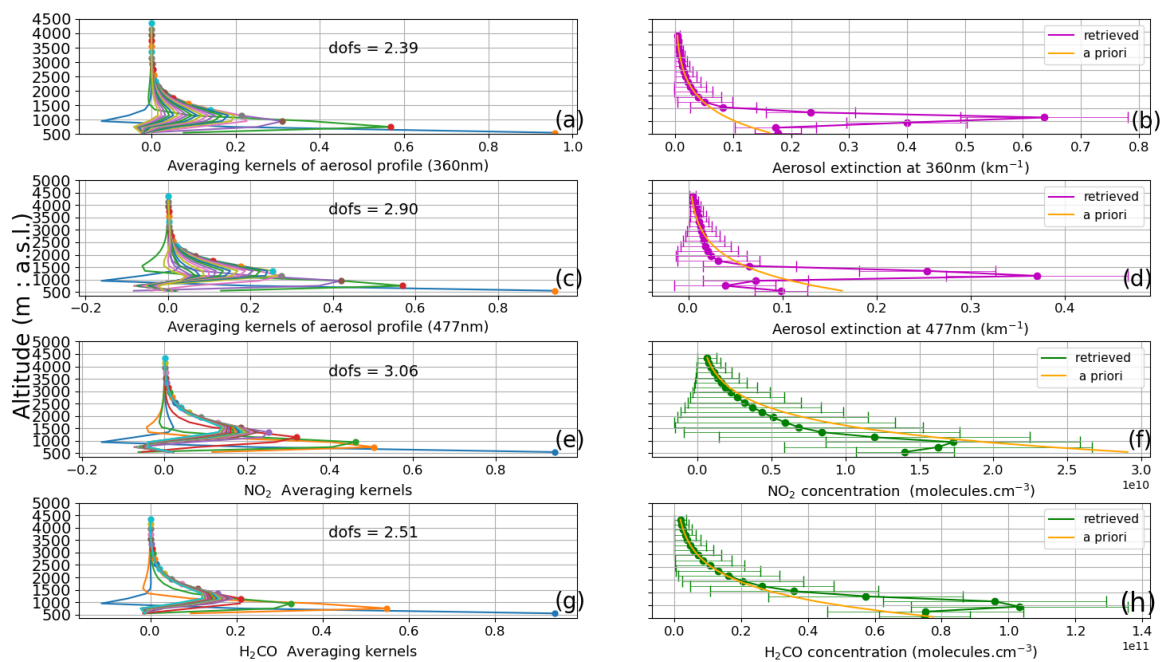 4500
4000
3500
3000
2500
2000
1500
1000
500
dofs = 2.39
(a)
0.0 0.2 0.4 0.6 0.8 1.0
Averaging kernels of aerosol profile (360nm)
retrieved
a priori
(b)
0.0 0.1 0.2 0.3 0.4 0.5 0.6 0.7 0.8
Aerosol extinction at 360nm (km⁻¹)
Altitude (m : a.s.l.)
5000
4500
4000
3500
3000
2500
2000
1500
1000
500
dofs = 2.90
(c)
−0.2 0.0 0.2 0.4 0.6 0.8
Averaging kernels of aerosol profile (477nm)
retrieved
a priori
(d)
0.0 0.1 0.2 0.3 0.4
Aerosol extinction at 477nm (km⁻¹)
5000
4500
4000
3500
3000
2500
2000
1500
1000
500
dofs = 3.06
(e)
−0.2 0.0 0.2 0.4 0.6 0.8
NO₂ Averaging kernels
retrieved
a priori
(f)
0.0 0.5 1.0 1.5 2.0 2.5 3.0
1e10
NO₂ concentration (molecules.cm⁻³)
5000
4500
4000
3500
3000
2500
2000
1500
1000
500
dofs = 2.51
(g)
0.0 0.2 0.4 0.6 0.8
H₂CO Averaging kernels
retrieved
a priori
(h)
0.0 0.2 0.4 0.6 0.8 1.0 1.2 1.4
1e11
H₂CO concentration (molecules.cm⁻³)